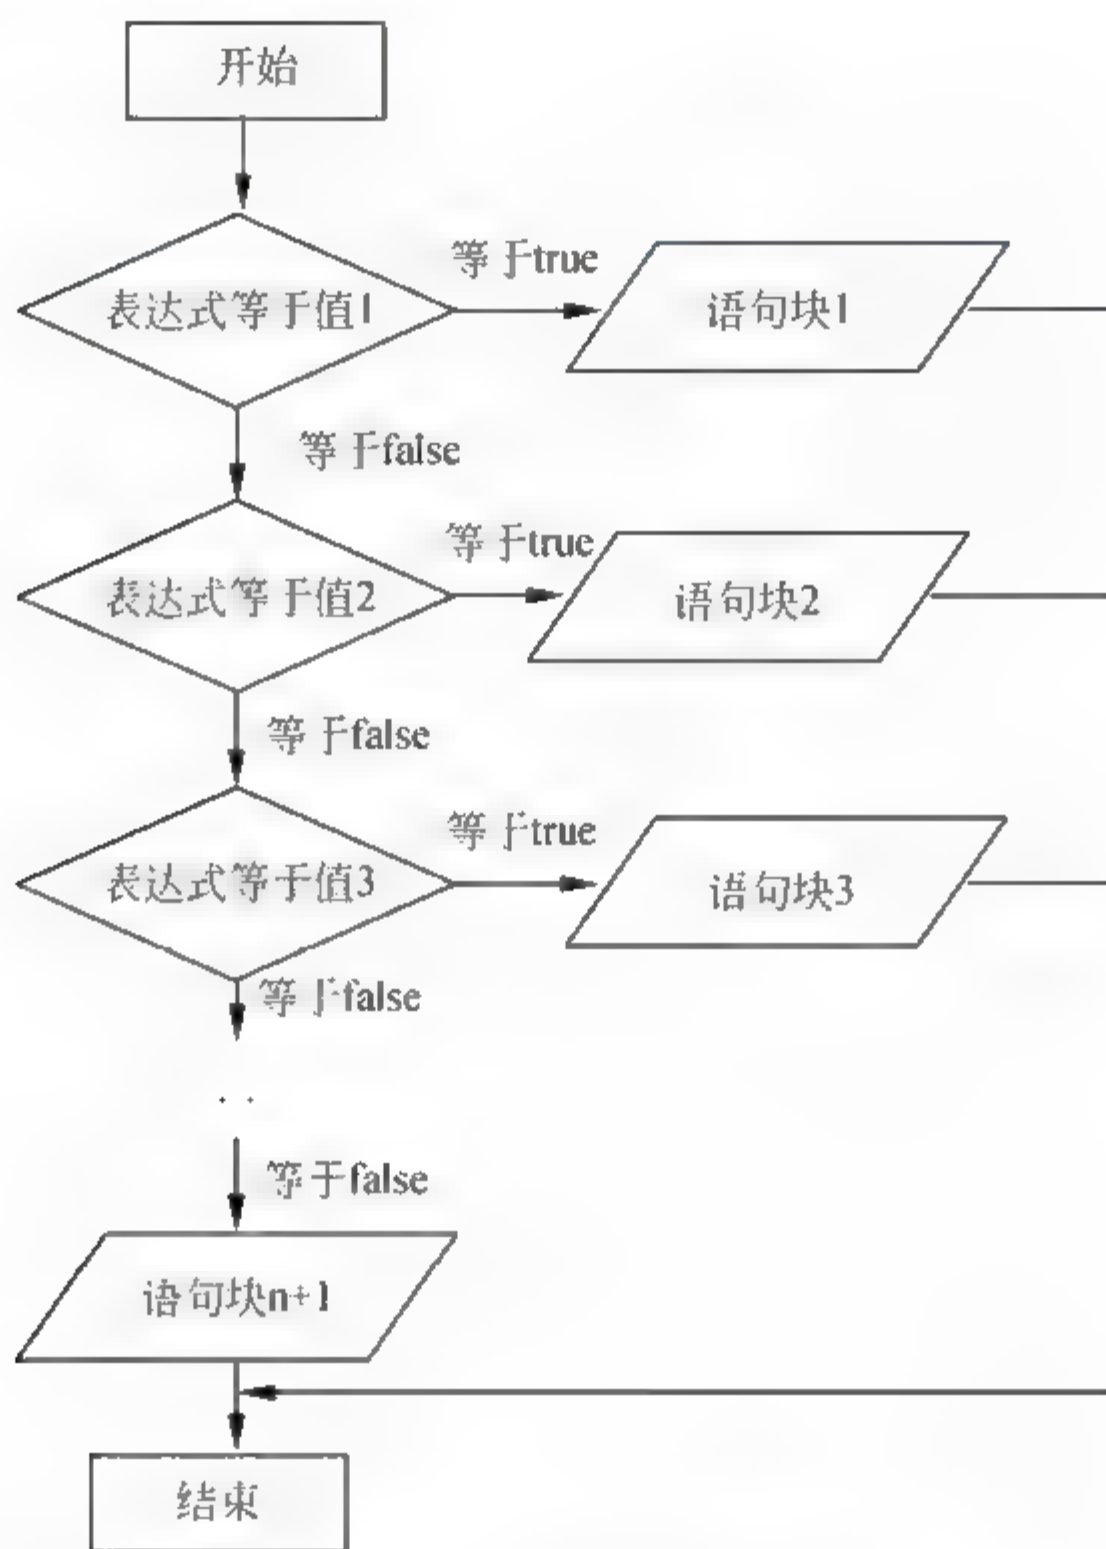 开始
等于true
表达式等于值1
语句块1
等于false
等于true
表达式等于值2
语句块2
等于false
等于true
表达式等于值3
语句块3
等于false
..
等于false
语句块n+1
结束